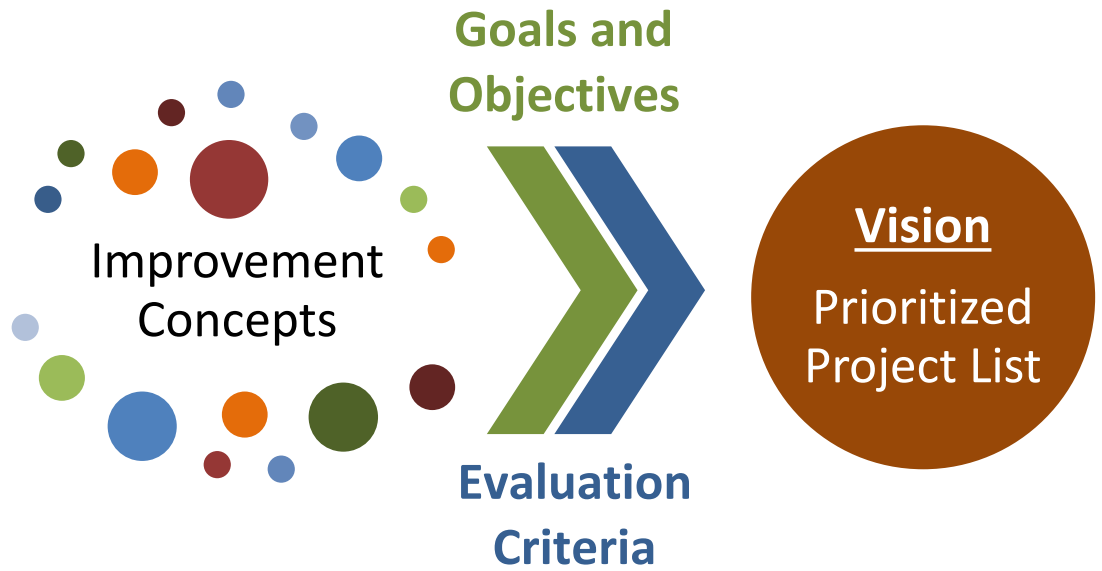 Goals and
Objectives
Improvement
Concepts
Vision
Prioritized
Project List
Evaluation
Criteria